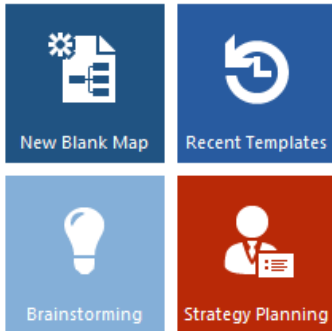 New Blank Map
Recent Templates
Brainstorming
Strategy Planning